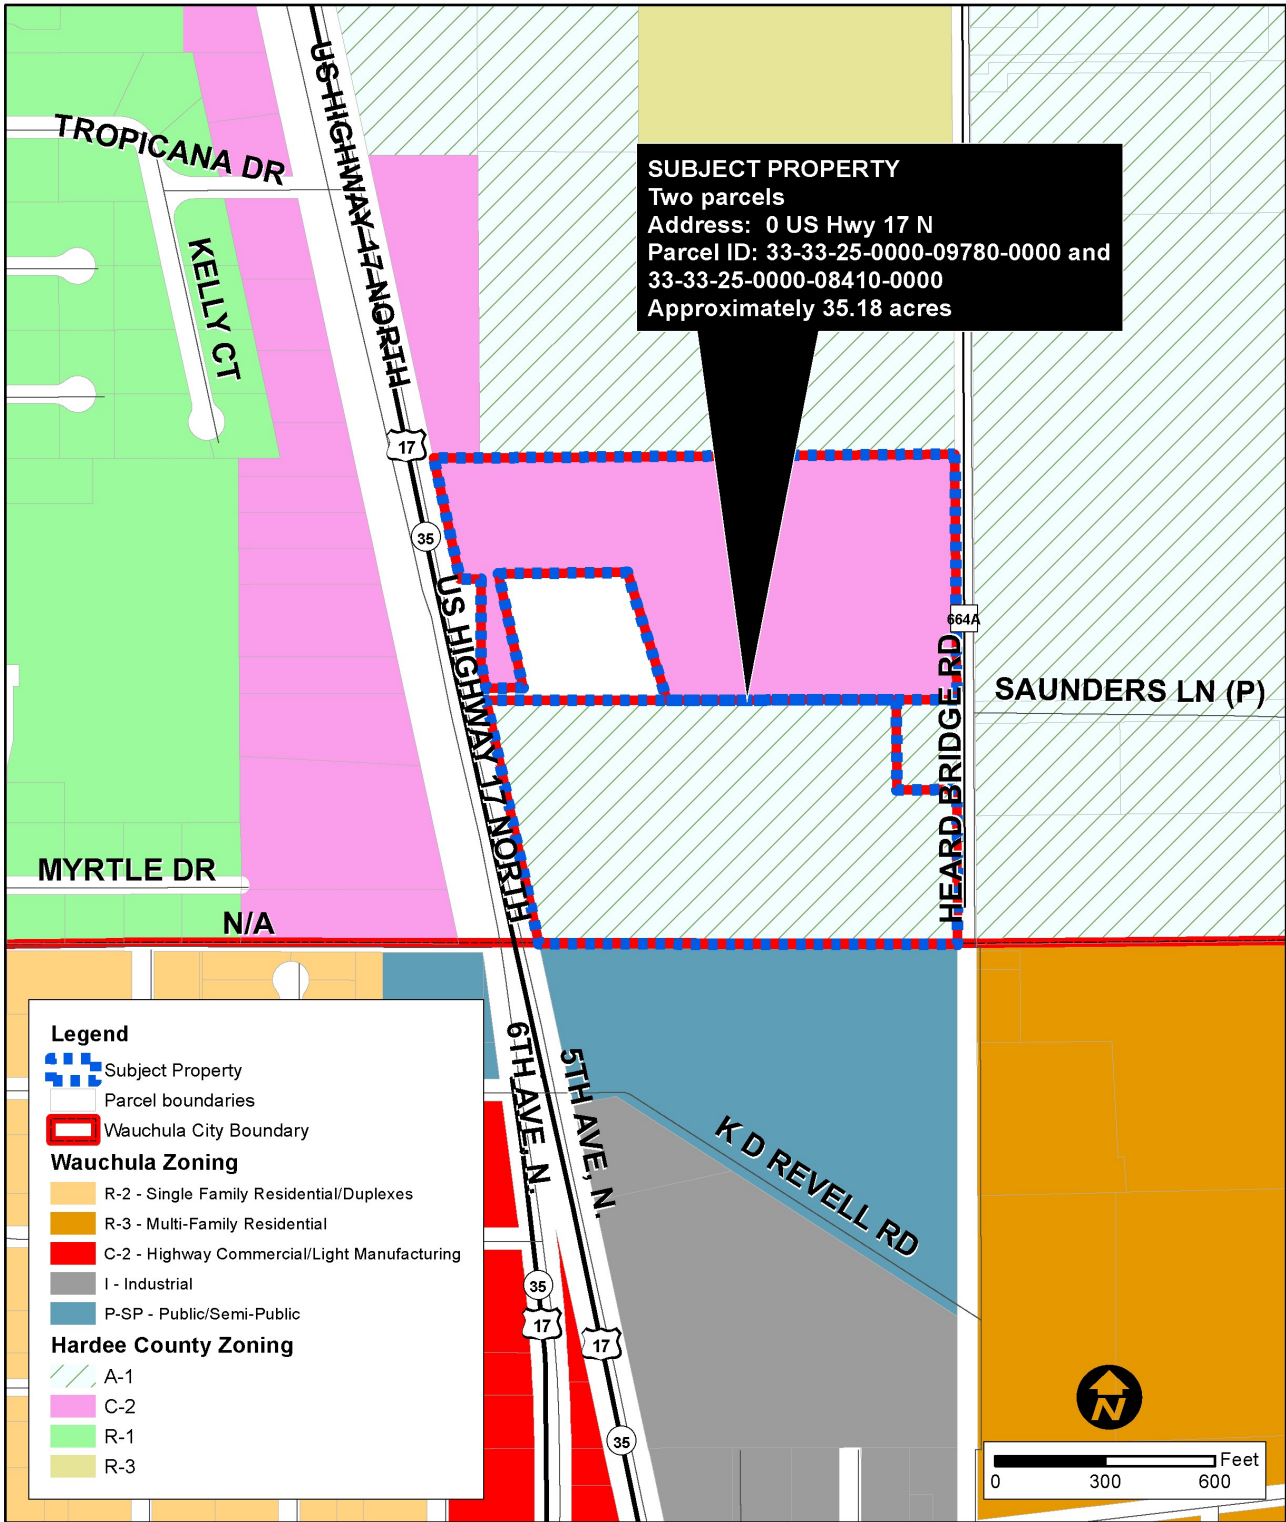 US HIGHWAY 17 NORTH
TROPICANA DR
SUBJECT PROPERTY
Two parcels
Address: 0 US Hwy 17 N
Parcel ID: 33-33-25-0000-09780-0000 and
33-33-25-0000-08410-0000
Approximately 35.18 acres
KELLY CT
17
35
US HIGHWAY 17 NORTH
664A
HEARD BRIDGE RD
SAUNDERS LN (P)
MYRTLE DR
N/A
6TH AVE, N.
5TH AVE, N.
K D REVELL RD
35
17
17
35
Legend
Subject Property
Parcel boundaries
Wauchula City Boundary
Wauchula Zoning
R-2 - Single Family Residential/Duplexes
R-3 - Multi-Family Residential
C-2 - Highway Commercial/Light Manufacturing
I - Industrial
P-SP - Public/Semi-Public
Hardee County Zoning
A-1
C-2
R-1
R-3
N
Feet
0 300 600